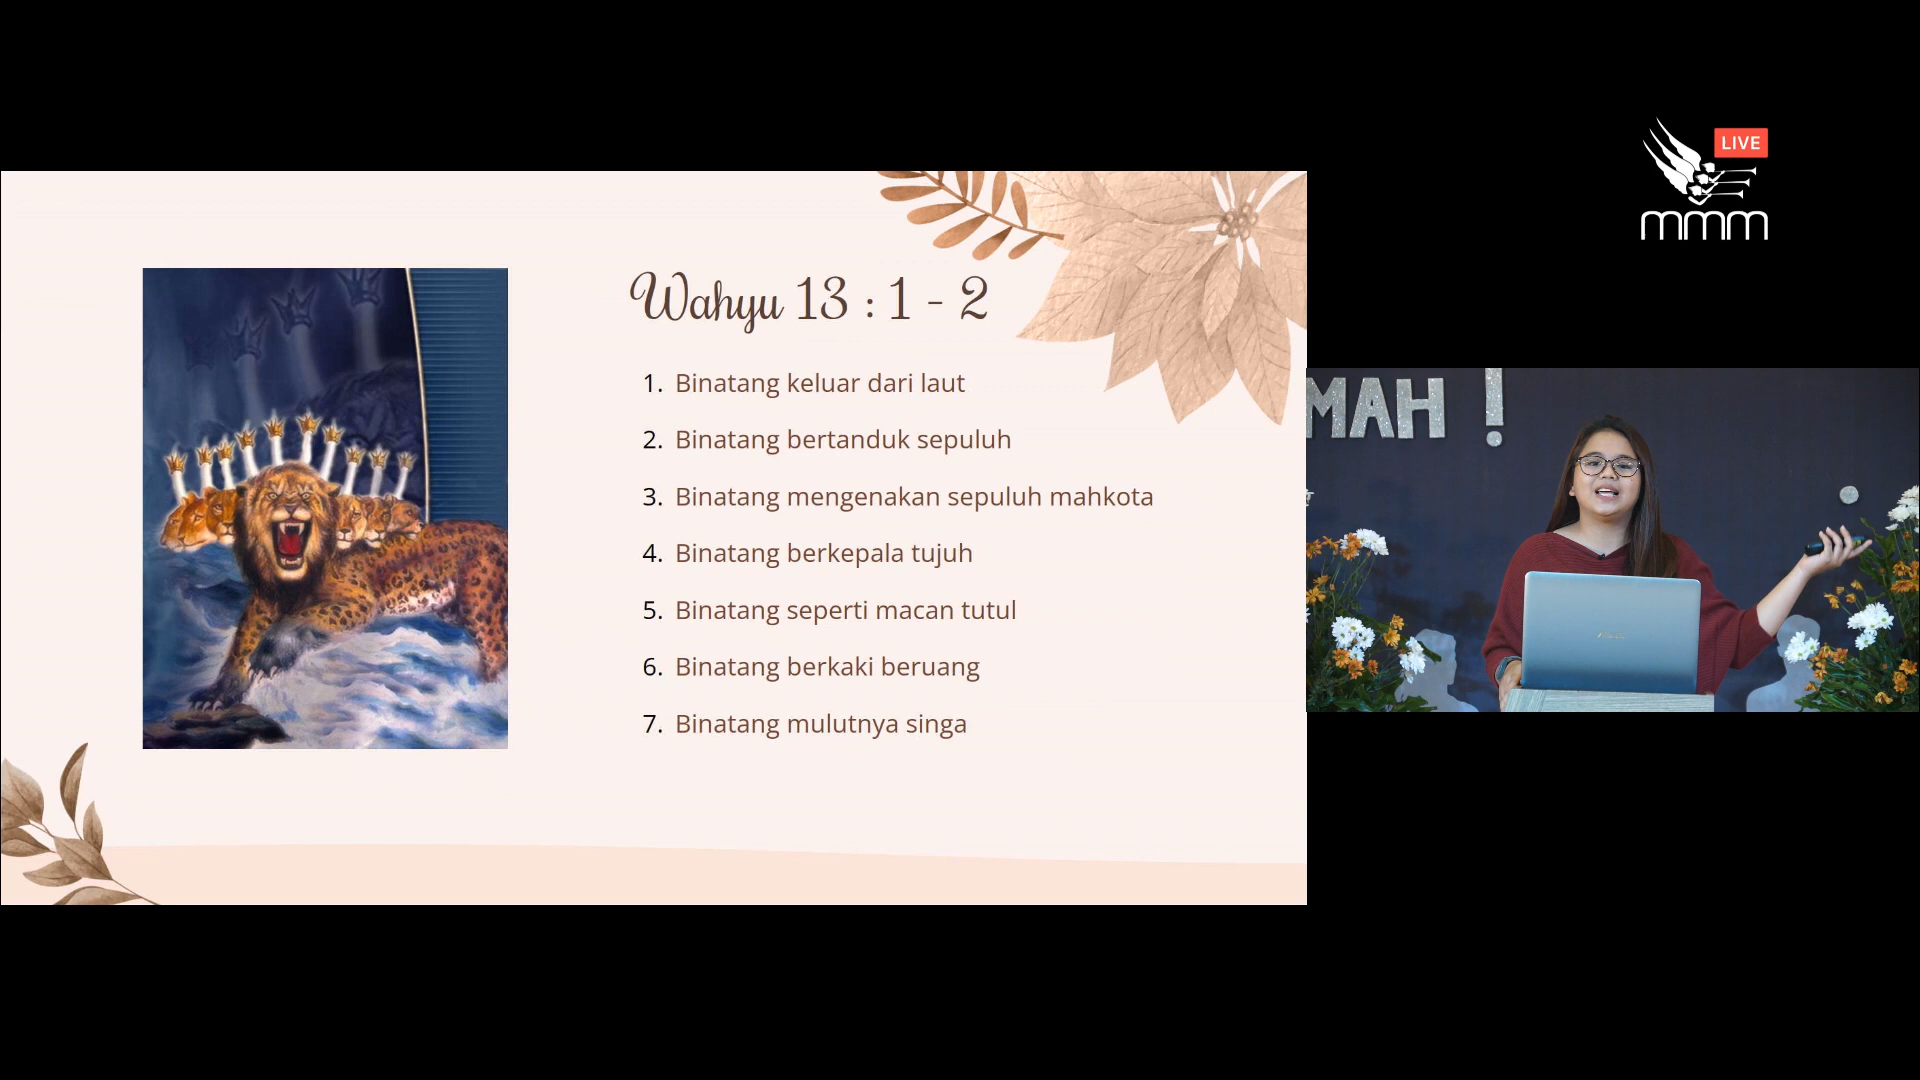 Wahyu 13 : 1 - 2
1. Binatang keluar dari laut
2. Binatang bertanduk sepuluh
3. Binatang mengenakan sepuluh mahkota
4. Binatang berkepala tujuh
5. Binatang seperti macan tutul
6. Binatang berkaki beruang
7. Binatang mulutnya singa
LIVE
mmm
MAH !